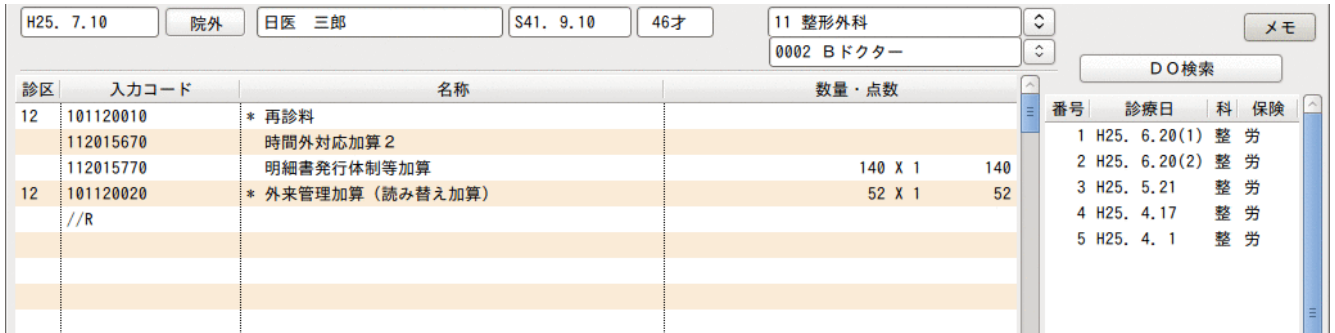 H25. 7.10 院外 日医 三郎 S41. 9.10 46才 11 整形外科 メモ
0002 Bドクター
DO検索
診区 入力コード 名称 数量・点数
12 101120010 * 再診料
112015670 時間外対応加算2
112015770 明細書発行体制等加算 140 X 1 140
12 101120020 * 外来管理加算（読み替え加算） 52 X 1 52
//R
番号 診療日 科 保険
1 H25. 6.20(1) 整 労
2 H25. 6.20(2) 整 労
3 H25. 5.21 整 労
4 H25. 4.17 整 労
5 H25. 4. 1 整 労